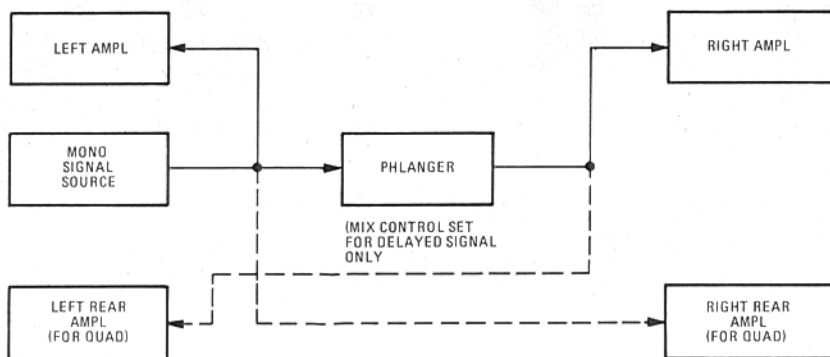 LEFT AMPL
RIGHT AMPL
MONO
SIGNAL
SOURCE
PHLANGER
(MIX CONTROL SET
FOR DELAYED SIGNAL
ONLY
LEFT REAR
AMPL
(FOR QUAD)
RIGHT REAR
AMPL
(FOR QUAD)